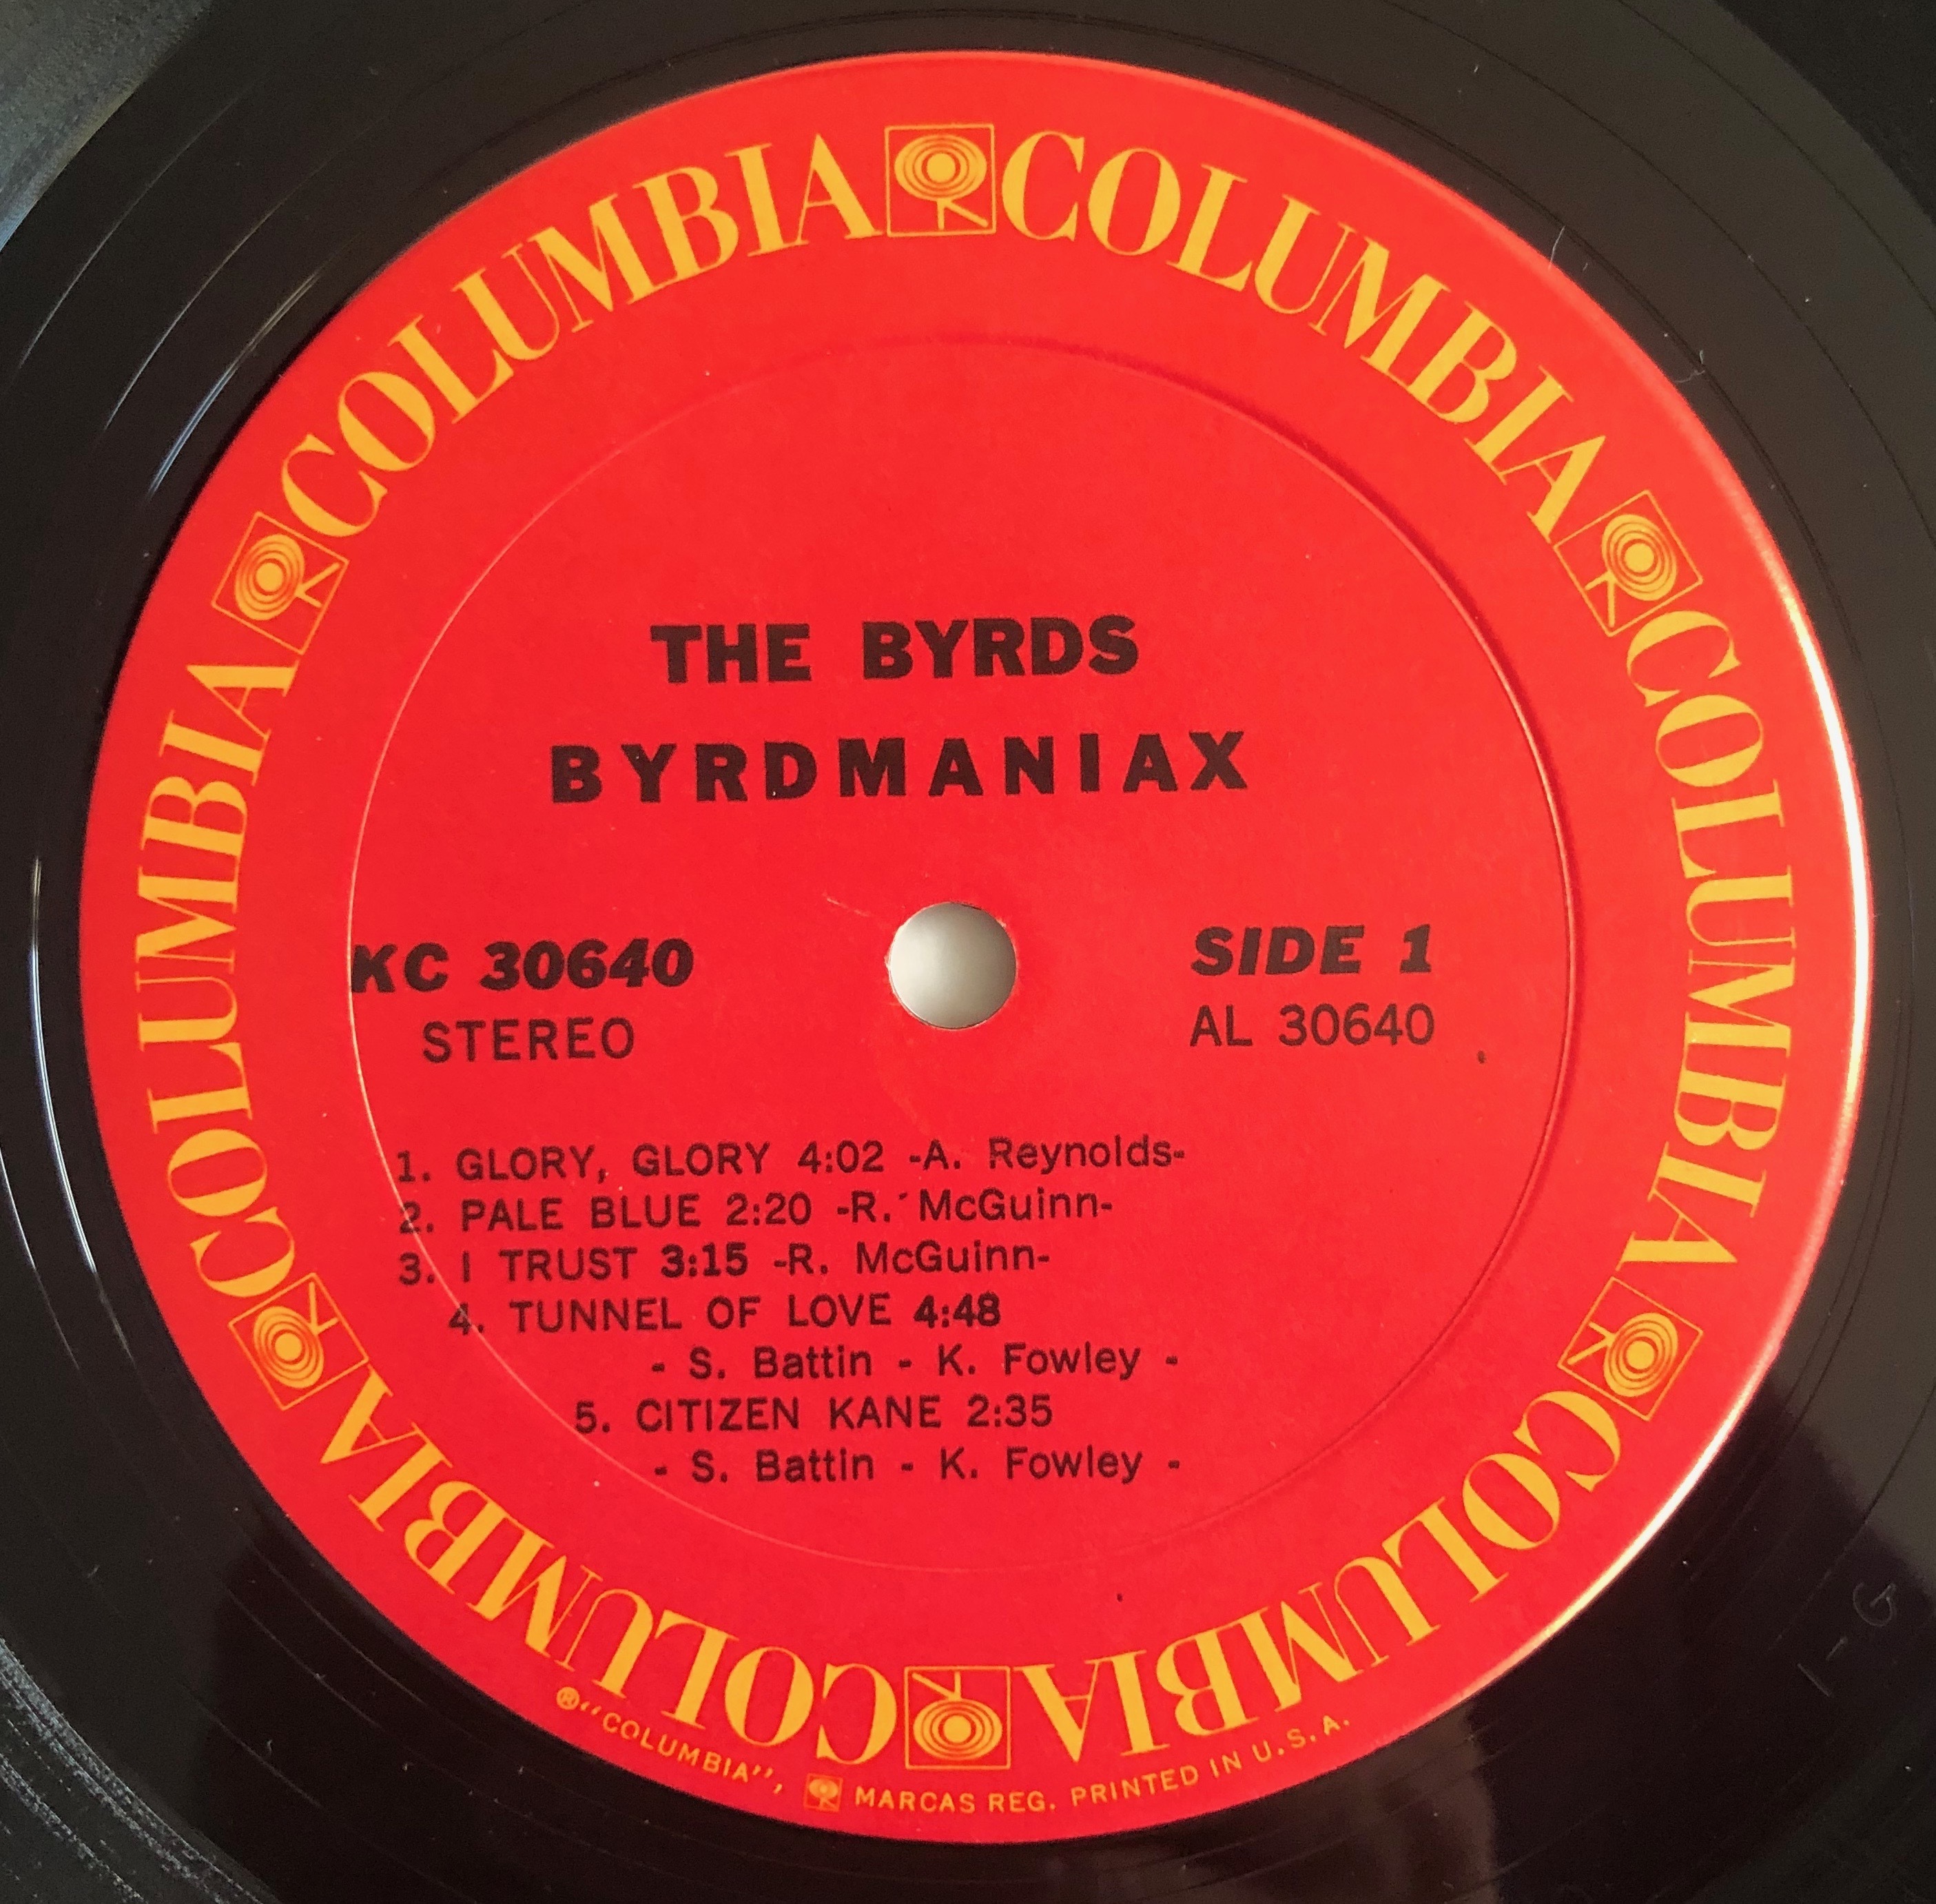 COLUMBIA COLUMBIA COLUMBIA COLUMBIA COLUMBIA COLUMBIA
THE BYRDS
BYRDMANIAX
KC 30640
STEREO
SIDE 1
AL 30640
1. GLORY, GLORY 4:02 -A. Reynolds-
2. PALE BLUE 2:20 -R. McGuinn-
3. I TRUST 3:15 -R. McGuinn-
4. TUNNEL OF LOVE 4:48
- S. Battin - K. Fowley -
5. CITIZEN KANE 2:35
- S. Battin - K. Fowley -
®"COLUMBIA", MARCAS REG. PRINTED IN U.S.A.
1-G